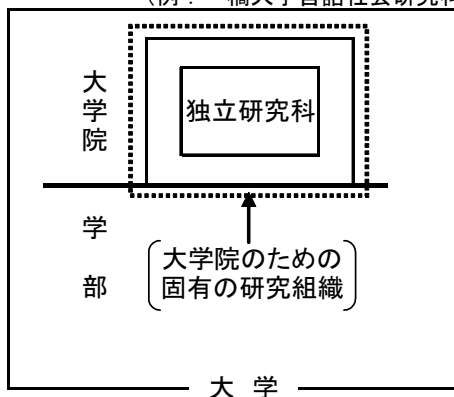 大学院
独立研究科
学部
大学院のための
固有の研究組織
大学